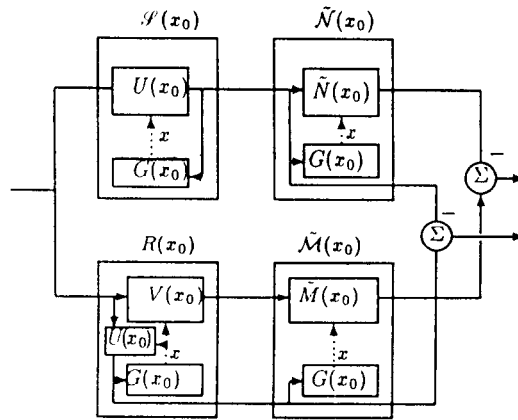 𝒮(x₀)
Ñ(x₀)
U(x₀)
Ñ(x₀)
x
x
G(x₀)
G(x₀)
−
Σ
−
Σ
R(x₀)
M̃(x₀)
V(x₀)
M̃(x₀)
U(x₀)
x
x
G(x₀)
G(x₀)